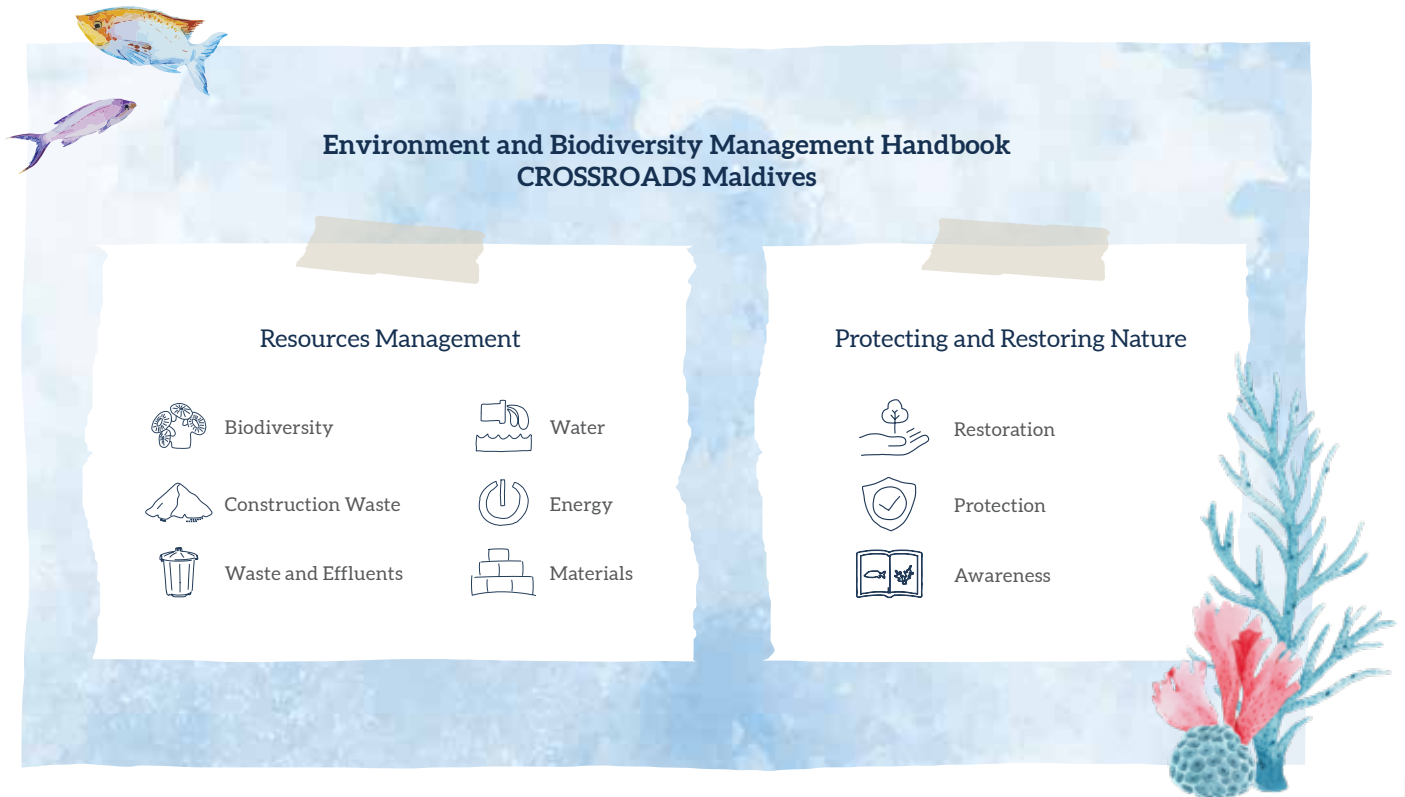 Environment and Biodiversity Management Handbook
CROSSROADS Maldives
Resources Management
Biodiversity
Water
Construction Waste
Energy
Waste and Effluents
Materials
Protecting and Restoring Nature
Restoration
Protection
Awareness